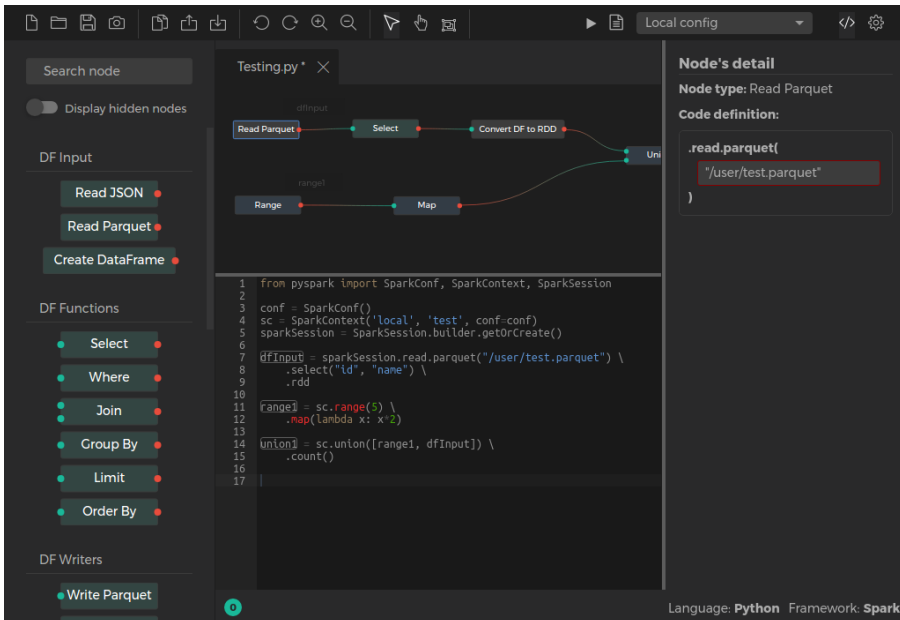 Local config
Search node
Display hidden nodes
DF Input
Read JSON
Read Parquet
Create DataFrame
DF Functions
Select
Where
Join
Group By
Limit
Order By
DF Writers
Write Parquet
Testing.py *
dfInput
Read Parquet
Select
Convert DF to RDD
Uni
range1
Range
Map
1 from pyspark import SparkConf, SparkContext, SparkSession
2
3 conf = SparkConf()
4 sc = SparkContext('local', 'test', conf=conf)
5 sparkSession = SparkSession.builder.getOrCreate()
6
7 dfInput = sparkSession.read.parquet("/user/test.parquet") \
8 .select("id", "name") \
9 .rdd
10
11 range1 = sc.range(5) \
12 .map(lambda x: x*2)
13
14 union1 = sc.union([range1, dfInput]) \
15 .count()
16
17
0
Node's detail
Node type: Read Parquet
Code definition:
.read.parquet(
"/user/test.parquet"
)
Language: Python Framework: Spark